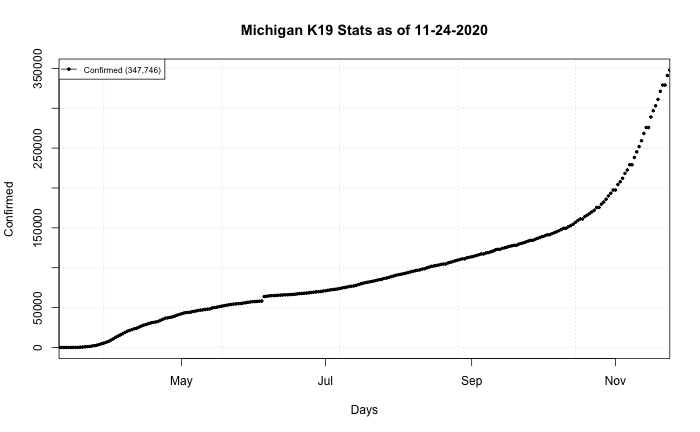 Michigan K19 Stats as of 11-24-2020
Confirmed (347,746)
350000
250000
150000
50000
0
Confirmed
May Jul Sep Nov
Days